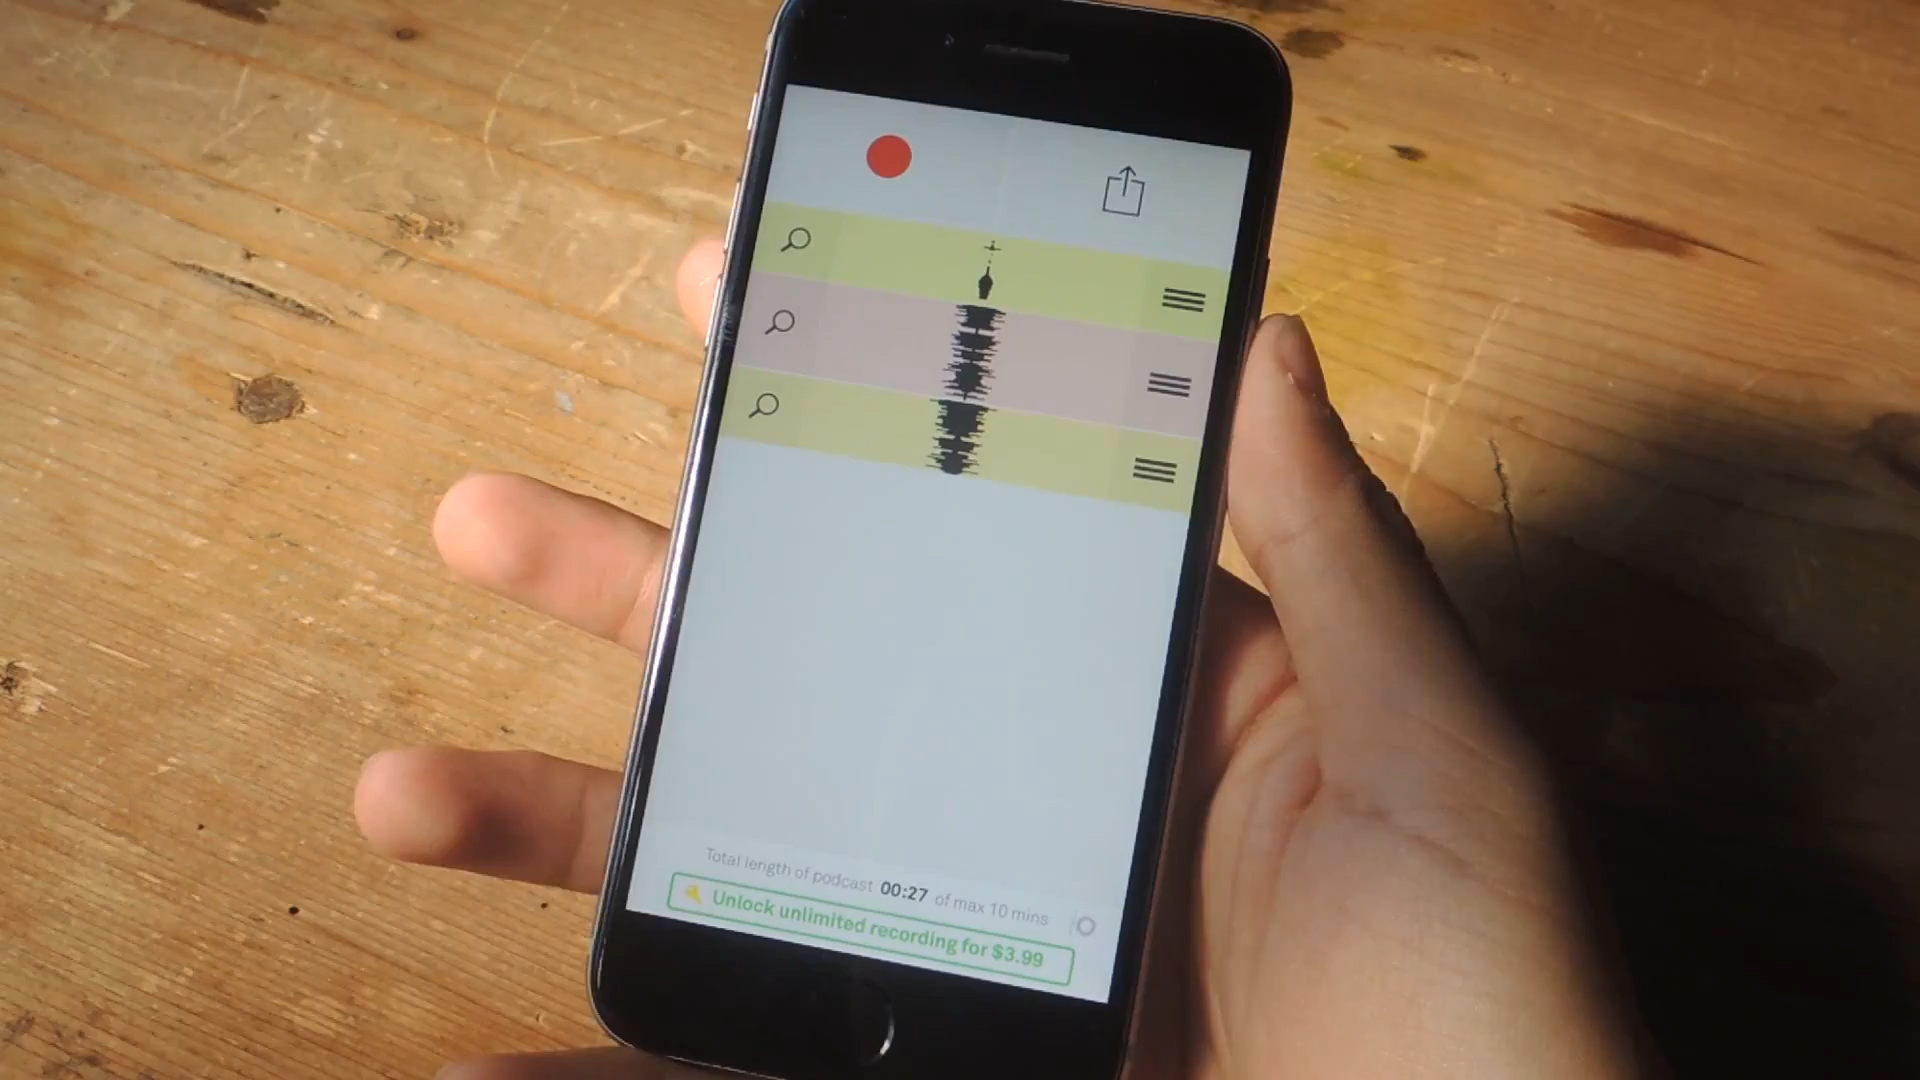 Total length of podcast 00:27 of max 10 mins
Unlock unlimited recording for $3.99